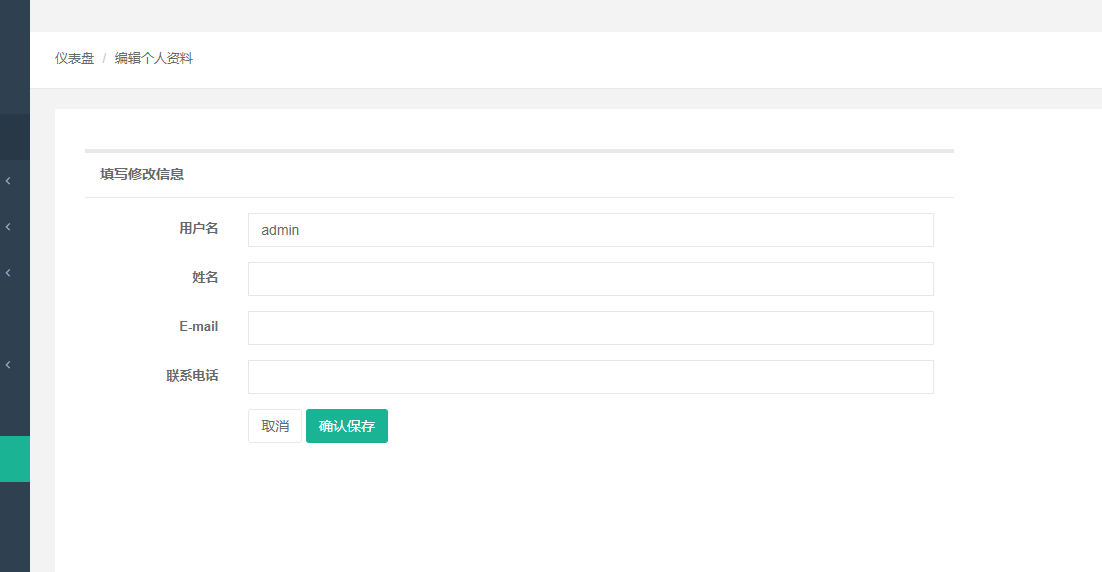 仪表盘 / 编辑个人资料
填写修改信息
用户名 admin
姓名
E-mail
联系电话
取消 确认保存